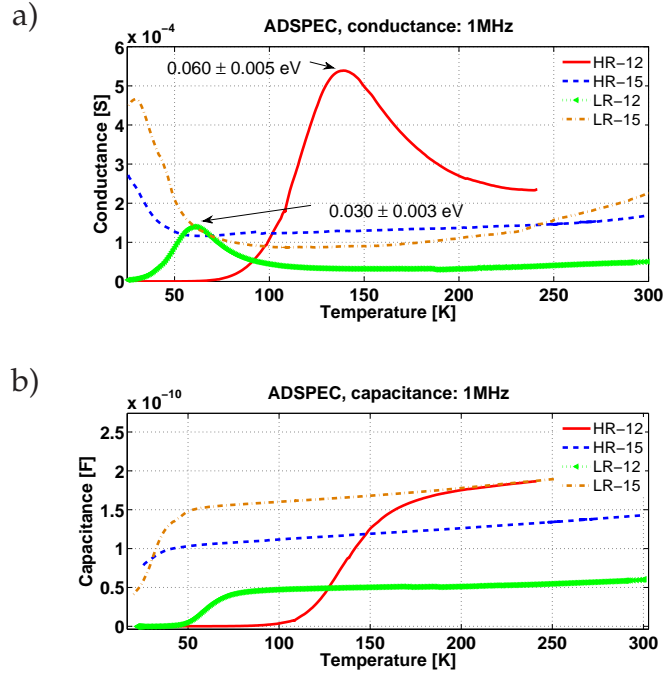 a)
x 10⁻⁴
ADSPEC, conductance: 1MHz
6
5
4
3
2
1
0
Conductance [S]
0.060 ± 0.005 eV
0.030 ± 0.003 eV
HR−12
HR−15
LR−12
LR−15
50
100
150
200
250
300
Temperature [K]
b)
x 10⁻¹⁰
ADSPEC, capacitance: 1MHz
2.5
2
1.5
1
0.5
0
Capacitance [F]
HR−12
HR−15
LR−12
LR−15
50
100
150
200
250
300
Temperature [K]